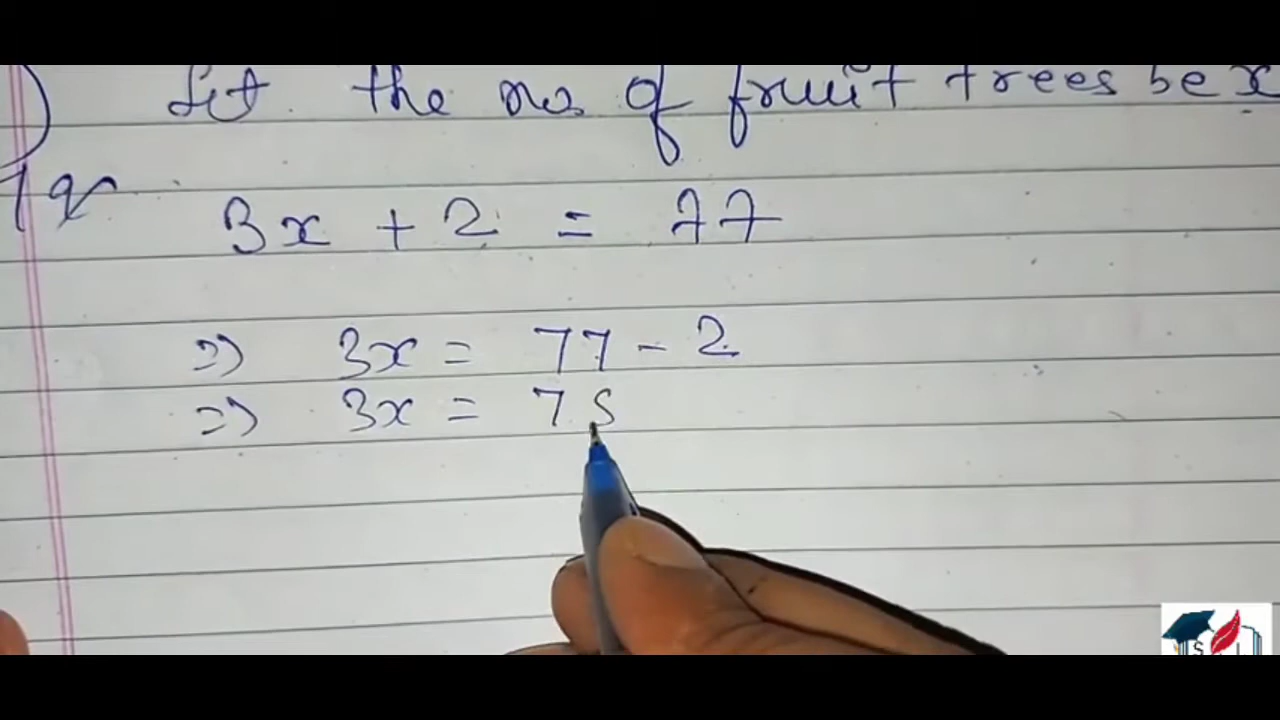 ) Let the no. of fruit trees be x
3x + 2 = 77
=) 3x = 77 - 2
=) 3x = 75
S L